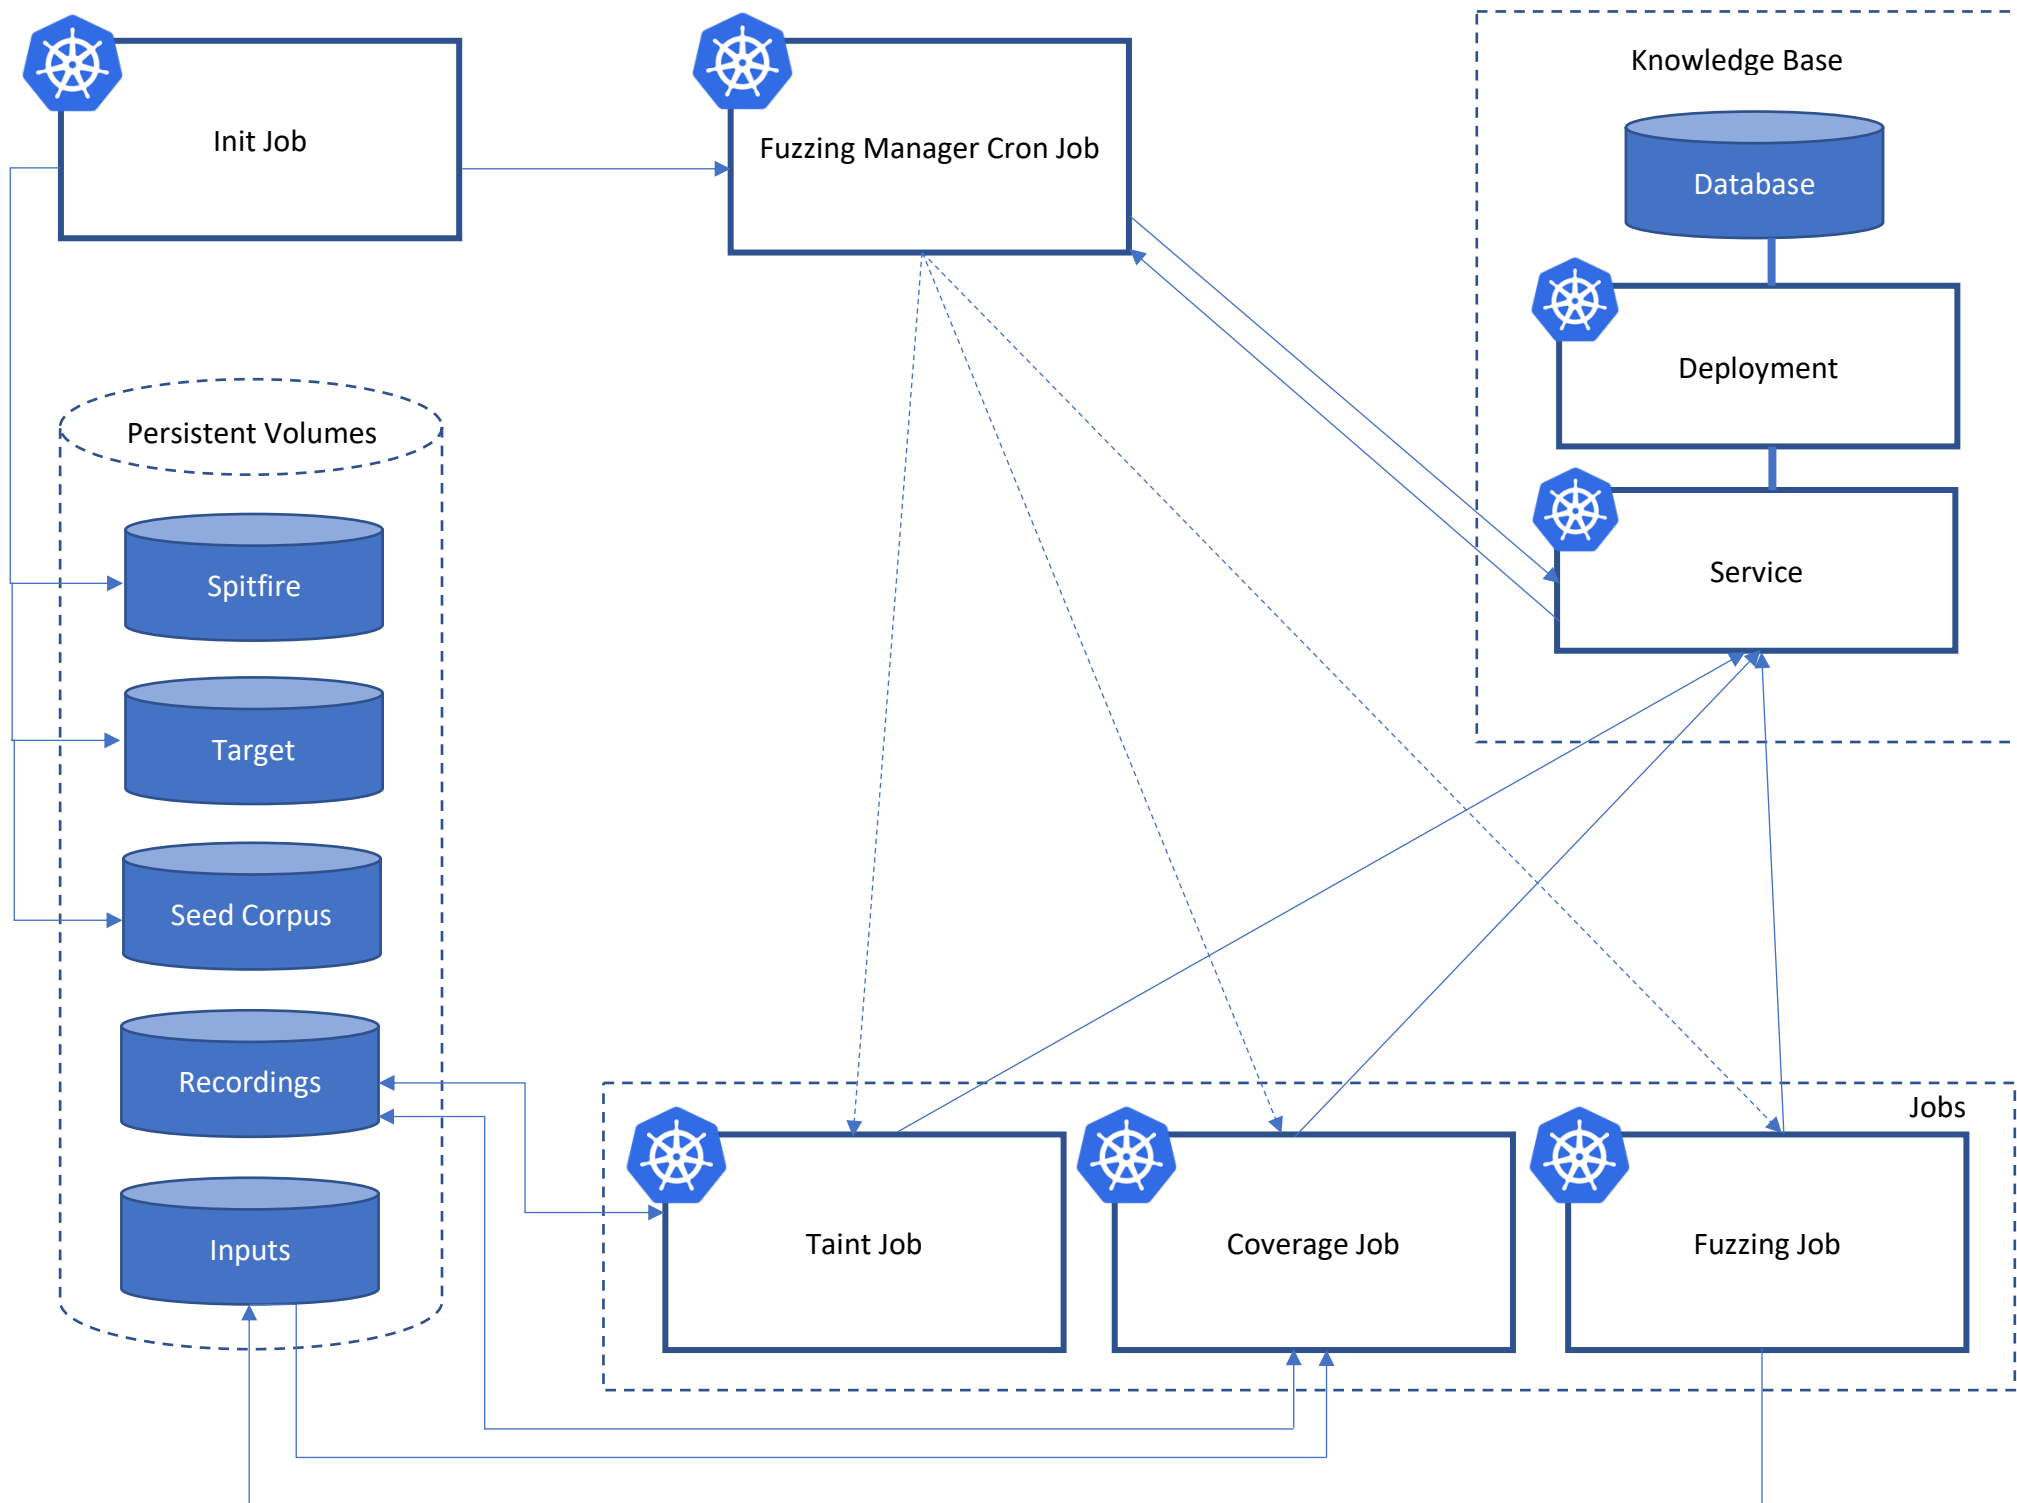 Init Job
Fuzzing Manager Cron Job
Knowledge Base
Database
Deployment
Service
Persistent Volumes
Spitfire
Target
Seed Corpus
Recordings
Inputs
Jobs
Taint Job
Coverage Job
Fuzzing Job